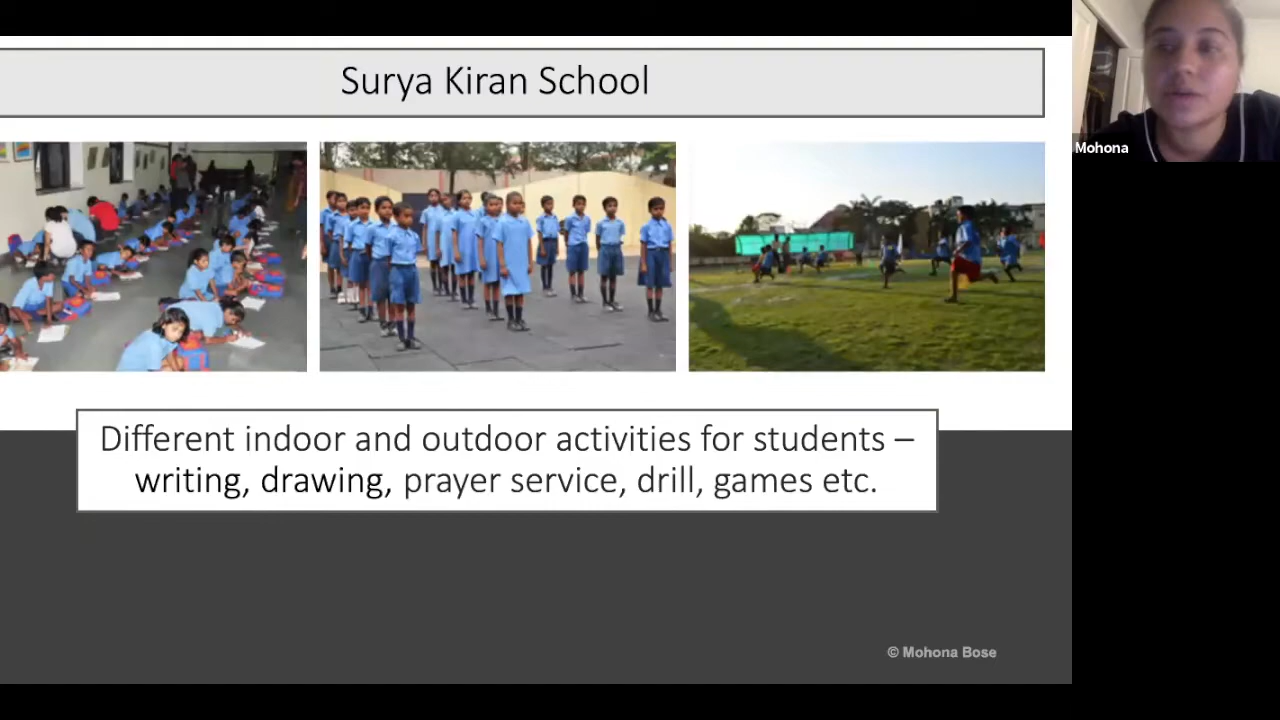 Surya Kiran School
Mohona
Different indoor and outdoor activities for students –
writing, drawing, prayer service, drill, games etc.
© Mohona Bose